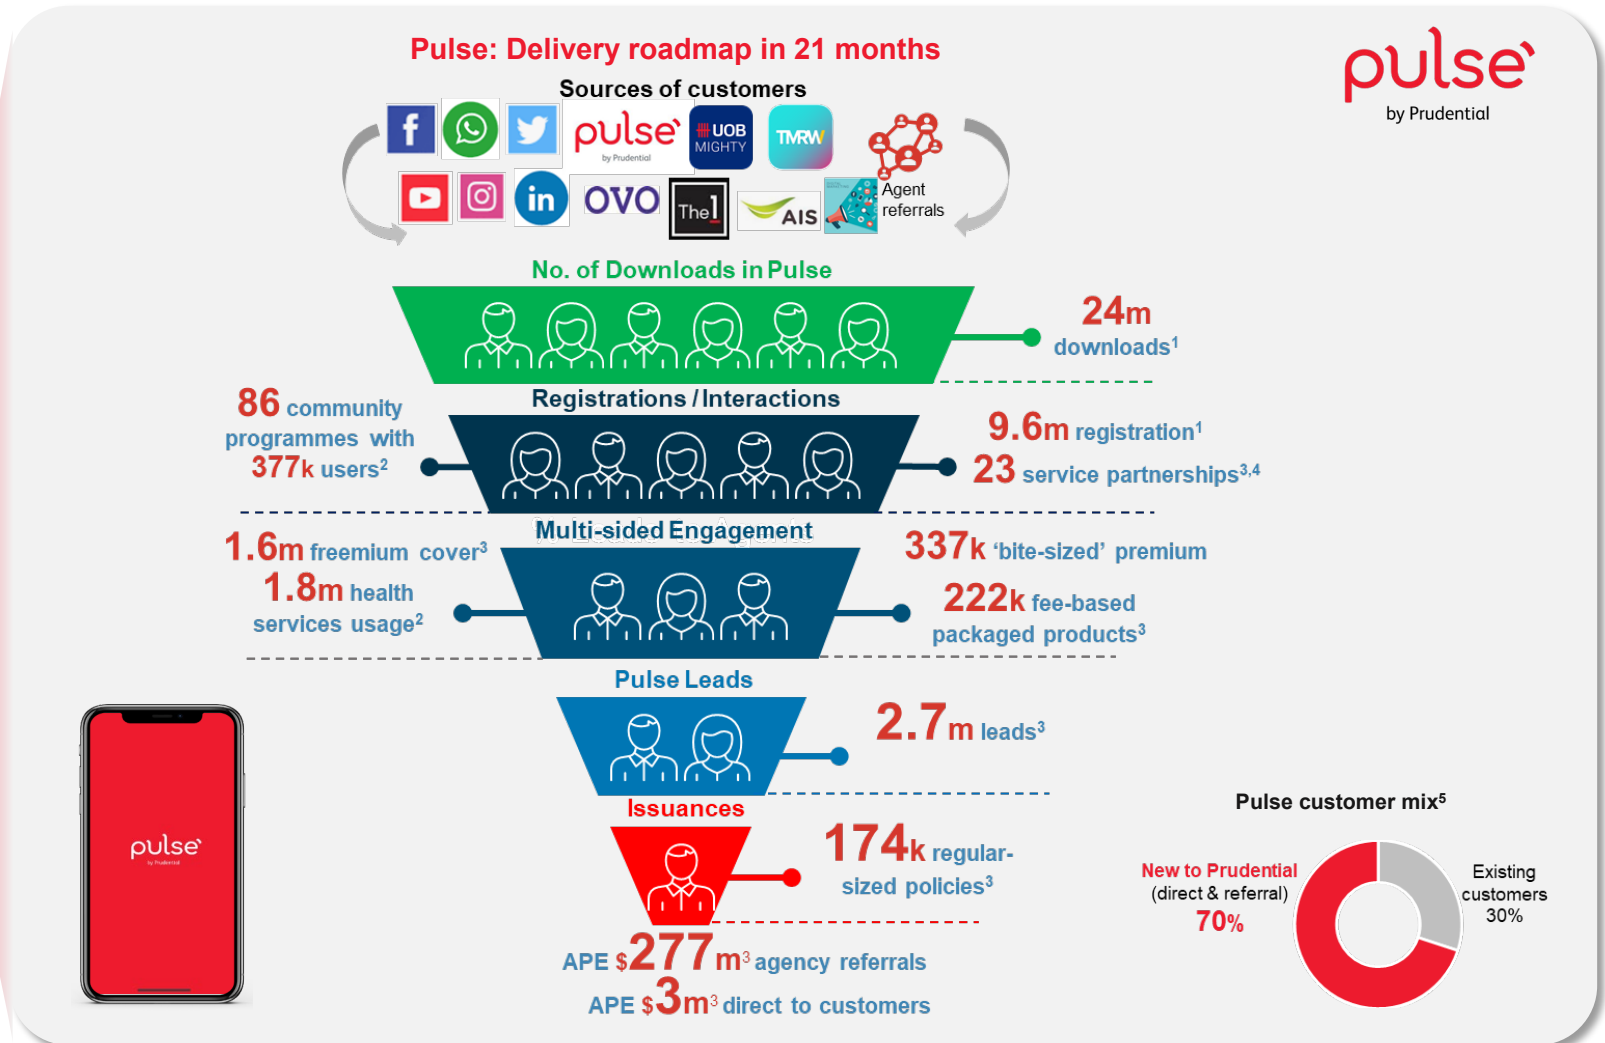 Pulse: Delivery roadmap in 21 months
pulse
by Prudential
Sources of customers
f
pulse
by Prudential
UOB
MIGHTY
TMRW
in
OVO
The1
AIS
Agent
referrals
No. of Downloads in Pulse
24m
downloads1
Registrations / Interactions
86 community
programmes with
377k users2
9.6m registration1
23 service partnerships3,4
Multi-sided Engagement
1.6m freemium cover3
1.8m health
services usage2
337k ‘bite-sized’ premium
222k fee-based
packaged products3
Pulse Leads
2.7m leads3
Issuances
174k regular-
sized policies3
APE $277m3 agency referrals
APE $3m3 direct to customers
pulse
by Prudential
Pulse customer mix5
New to Prudential
(direct & referral)
70%
Existing
customers
30%